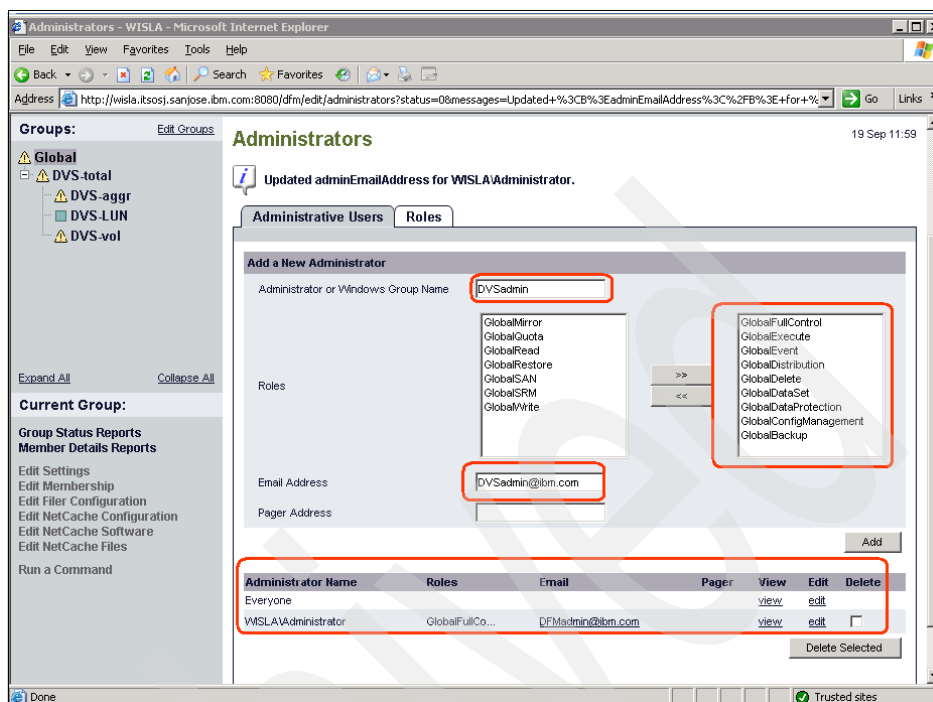 Administrators - WISLA - Microsoft Internet Explorer
File Edit View Favorites Tools Help
Back Search Favorites
Address http://wisla.itsosj.sanjose.ibm.com:8080/dfm/edit/administrators?status=0&messages=Updated+%3CB%3EadminEmailAddress%3C%2FB%3E+for+% Go Links
Groups: Edit Groups
Global
DVS-total
DVS-aggr
DVS-LUN
DVS-vol
Expand All Collapse All
Current Group:
Group Status Reports
Member Details Reports
Edit Settings
Edit Membership
Edit Filer Configuration
Edit NetCache Configuration
Edit NetCache Software
Edit NetCache Files
Run a Command
Administrators 19 Sep 11:59
i Updated adminEmailAddress for WISLA\Administrator.
Administrative Users Roles
Add a New Administrator
Administrator or Windows Group Name DVSadmin
Roles
GlobalMirror
GlobalQuota
GlobalRead
GlobalRestore
GlobalSAN
GlobalSRM
GlobalWrite
>>
<<
GlobalFullControl
GlobalExecute
GlobalEvent
GlobalDistribution
GlobalDelete
GlobalDataSet
GlobalDataProtection
GlobalConfigManagement
GlobalBackup
Email Address DVSadmin@ibm.com
Pager Address
Add
Administrator Name Roles Email Pager View Edit Delete
Everyone view edit
WISLA\Administrator GlobalFullCo... DFMadmin@ibm.com view edit
Delete Selected
Done Trusted sites